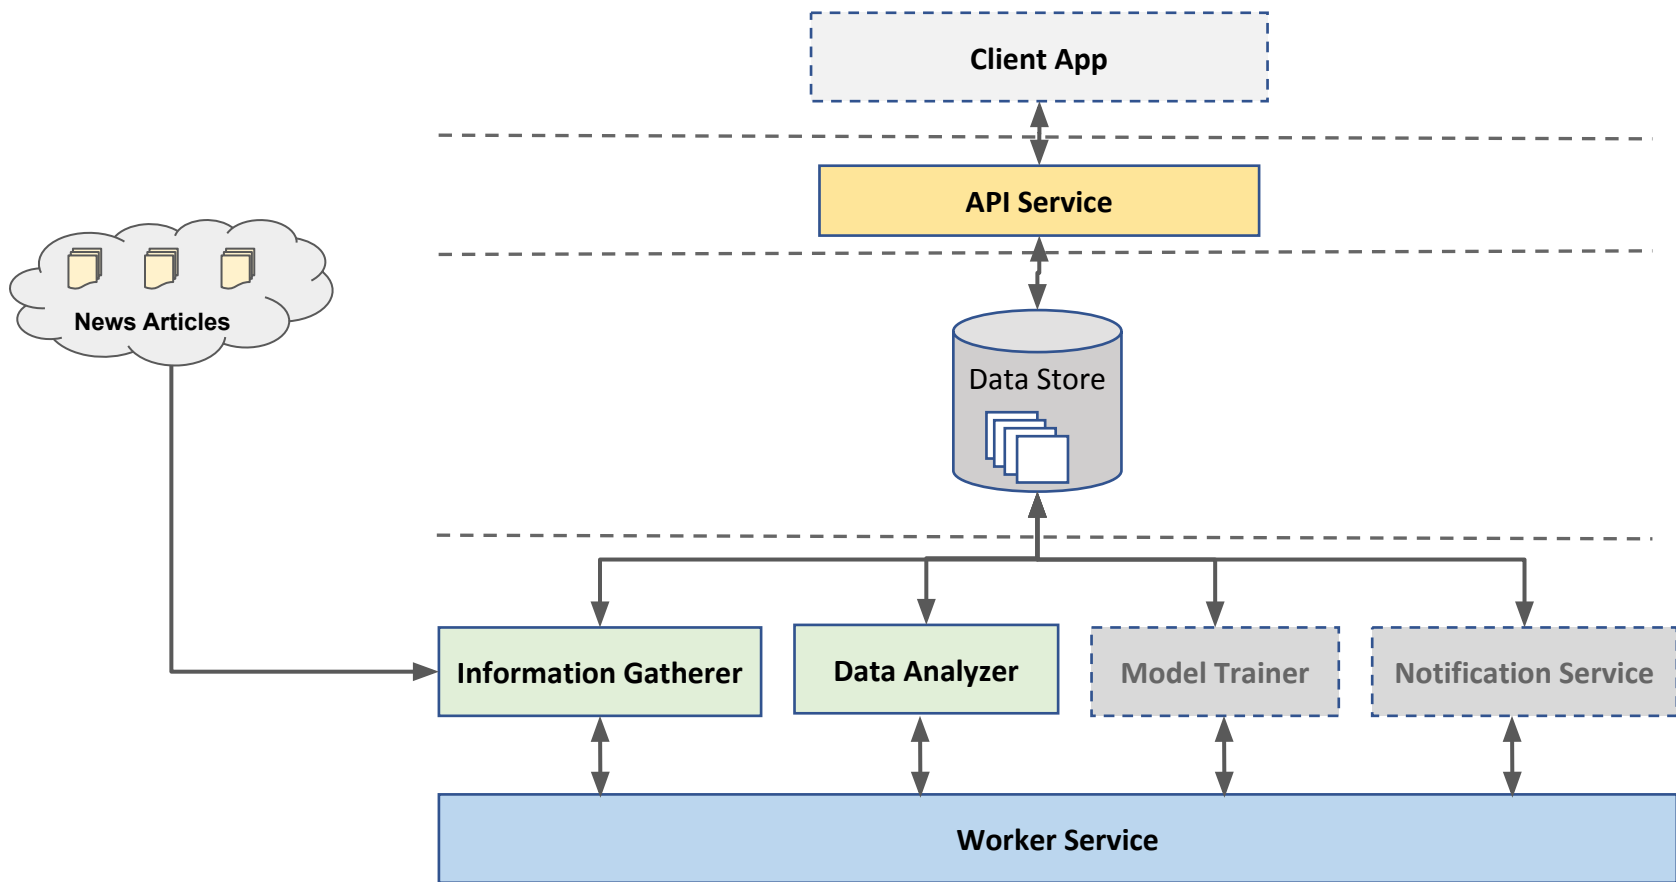 Client App
API Service
News Articles
Data Store
Information Gatherer
Data Analyzer
Model Trainer
Notification Service
Worker Service